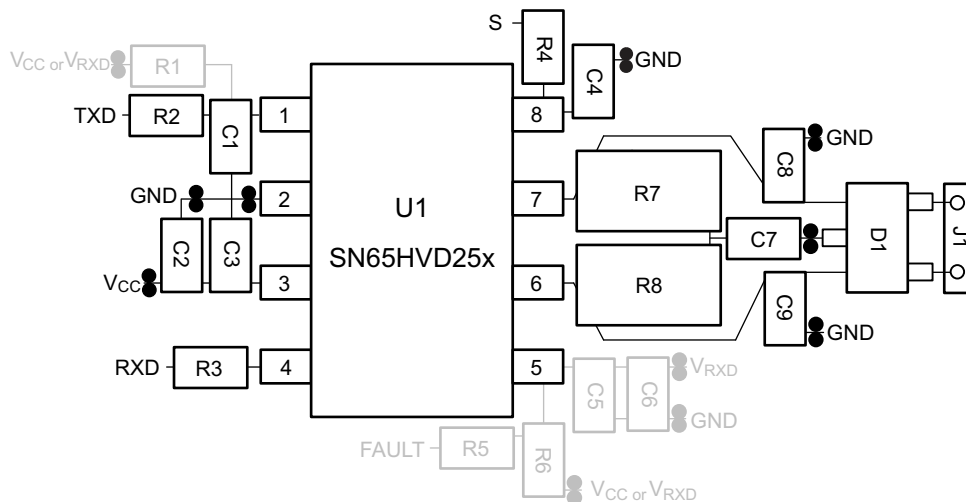 S
R4
C4
GND
VCC or VRXD
R1
TXD
R2
C1
1
8
GND
C8
GND
2
U1
7
R7
C2
C3
SN65HVD25x
C7
D1
J1
VCC
3
6
R8
C9
GND
RXD
R3
4
5
C5
C6
VRXD
GND
FAULT
R5
R6
VCC or VRXD